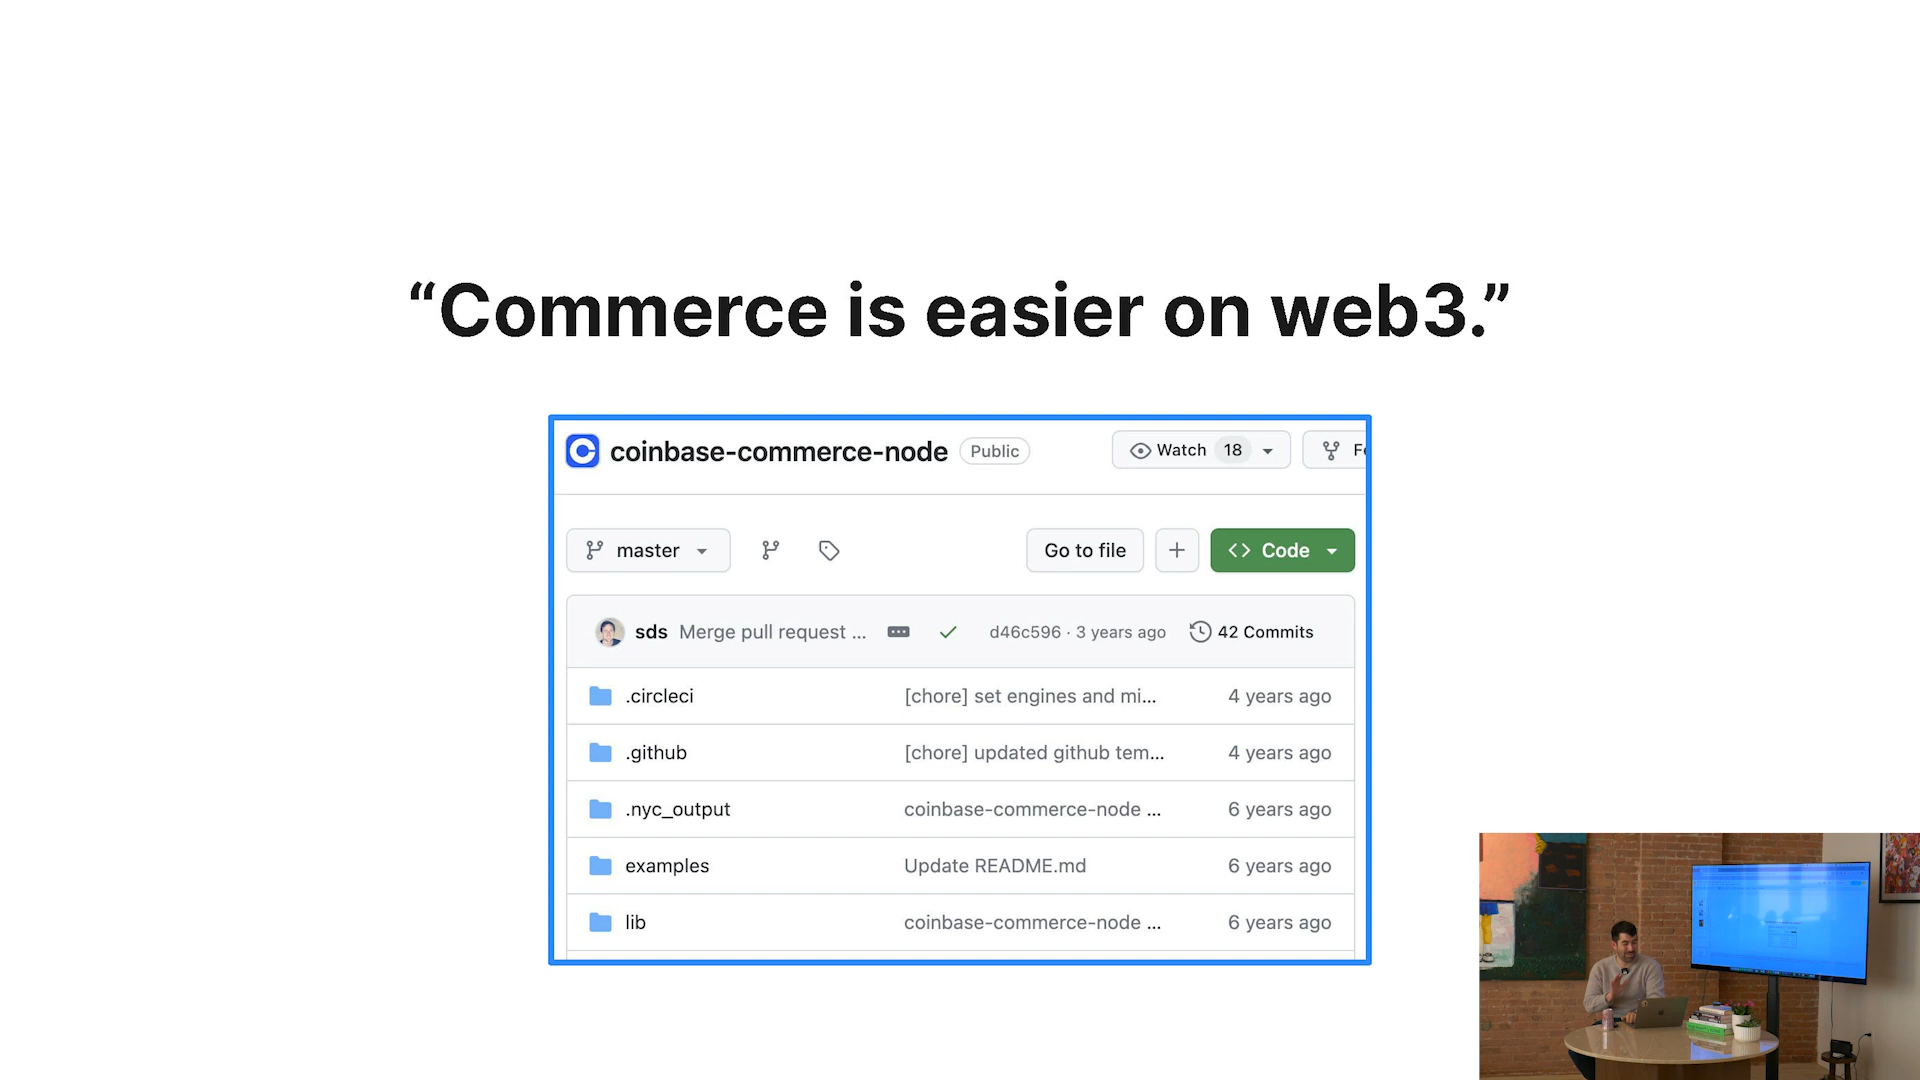 “Commerce is easier on web3.”
coinbase-commerce-node Public Watch 18
master Go to file Code
sds Merge pull request ... d46c596 · 3 years ago 42 Commits
.circleci [chore] set engines and mi... 4 years ago
.github [chore] updated github tem... 4 years ago
.nyc_output coinbase-commerce-node ... 6 years ago
examples Update README.md 6 years ago
lib coinbase-commerce-node ... 6 years ago